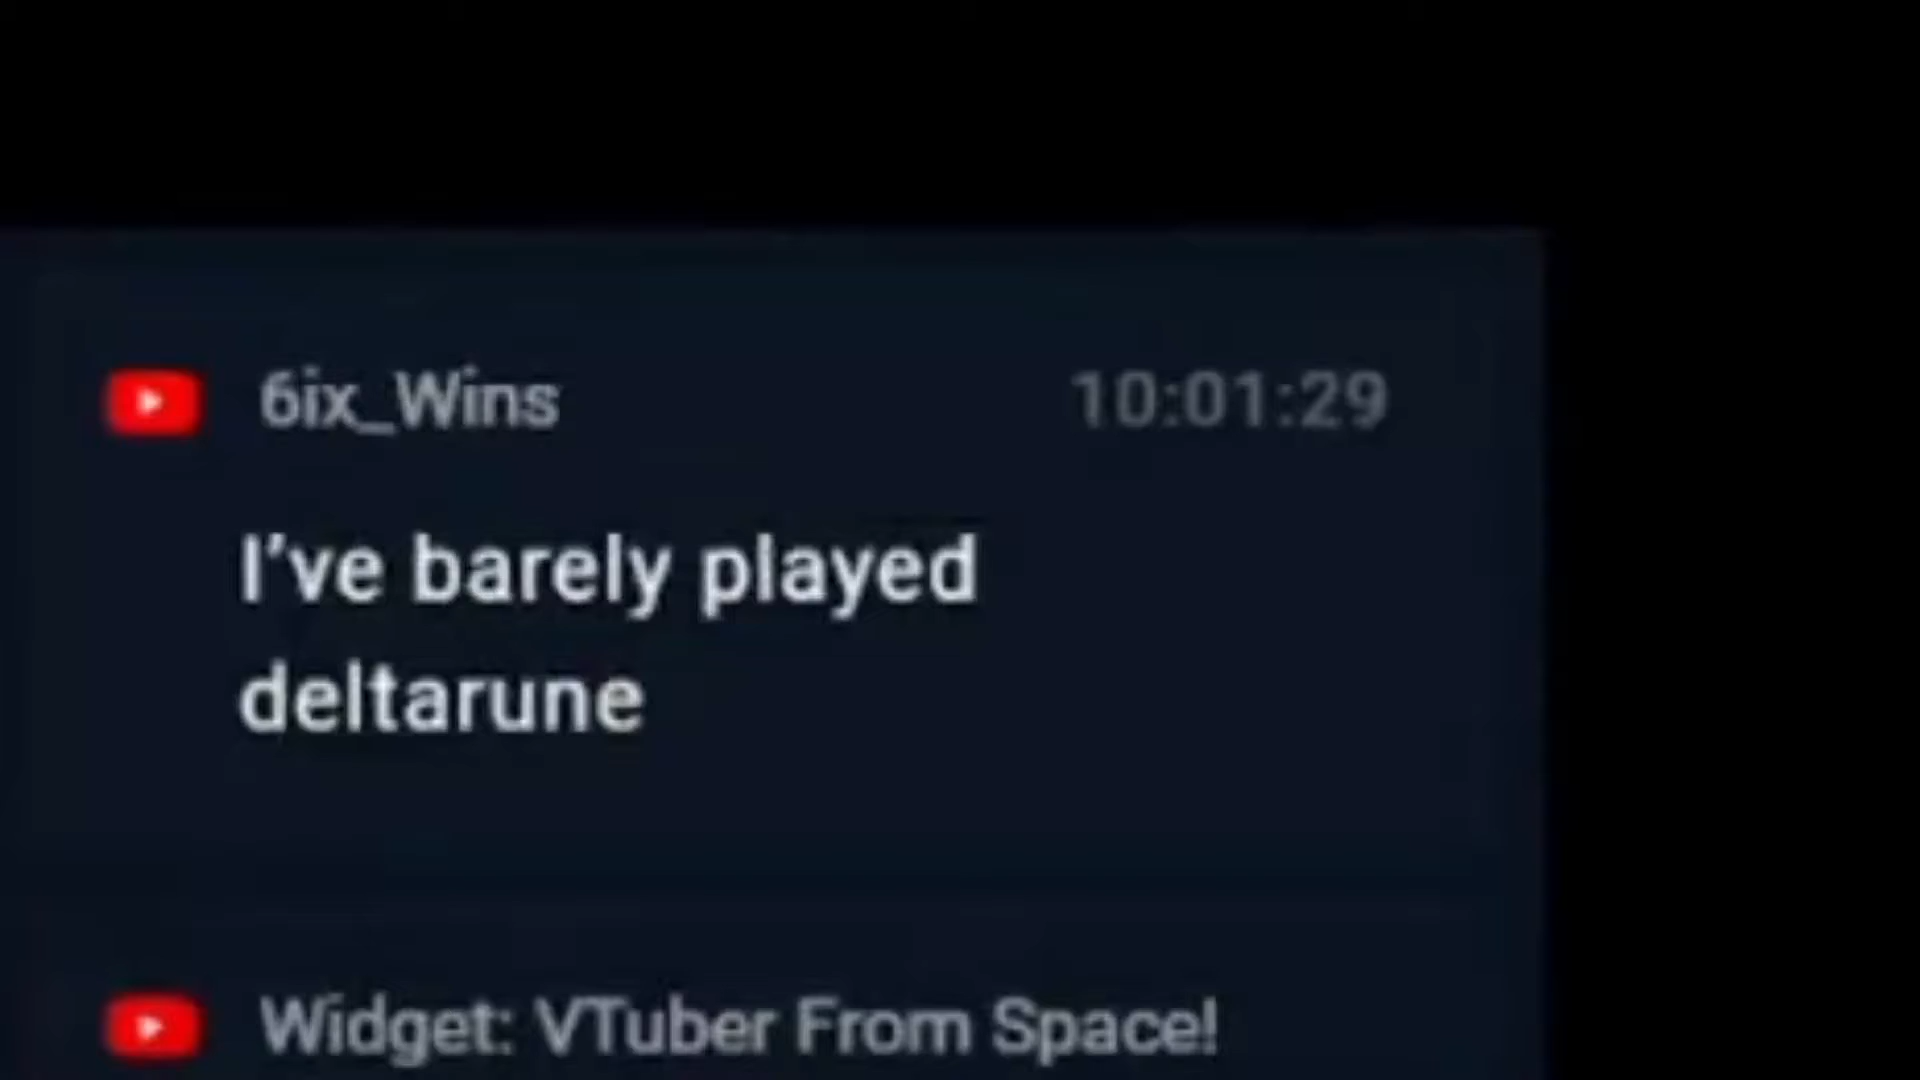 6ix_Wins 10:01:29
I've barely played
deltarune
Widget: VTuber From Space!